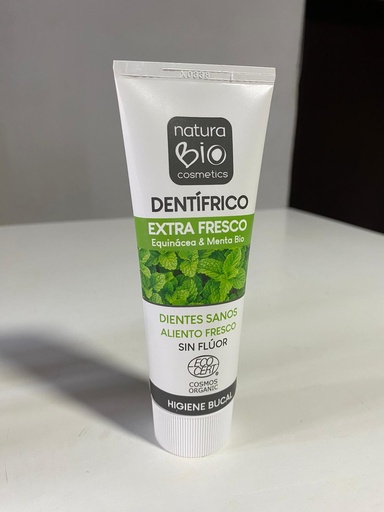 natura
Bio
cosmetics
DENTÍFRICO
EXTRA FRESCO
Equinácea & Menta Bio
DIENTES SANOS
ALIENTO FRESCO
SIN FLÚOR
ECO
CERT
COSMOS
ORGANIC
HIGIENE BUCAL